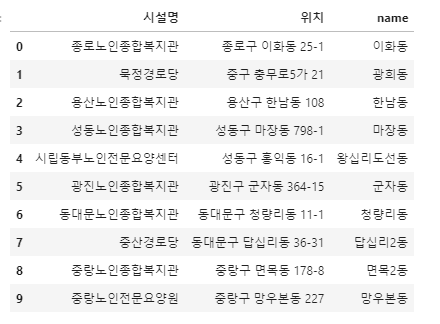 시설명 위치 name
0 종로노인종합복지관 종로구 이화동 25-1 이화동
1 묵정경로당 중구 충무로5가 21 광희동
2 용산노인종합복지관 용산구 한남동 108 한남동
3 성동노인종합복지관 성동구 마장동 798-1 마장동
4 시립동부노인전문요양센터 성동구 홍익동 16-1 왕십리도선동
5 광진노인종합복지관 광진구 군자동 364-15 군자동
6 동대문노인종합복지관 동대문구 청량리동 11-1 청량리동
7 중산경로당 동대문구 답십리동 36-31 답십리2동
8 중랑노인종합복지관 중랑구 면목동 178-8 면목2동
9 중랑노인전문요양원 중랑구 망우본동 227 망우본동